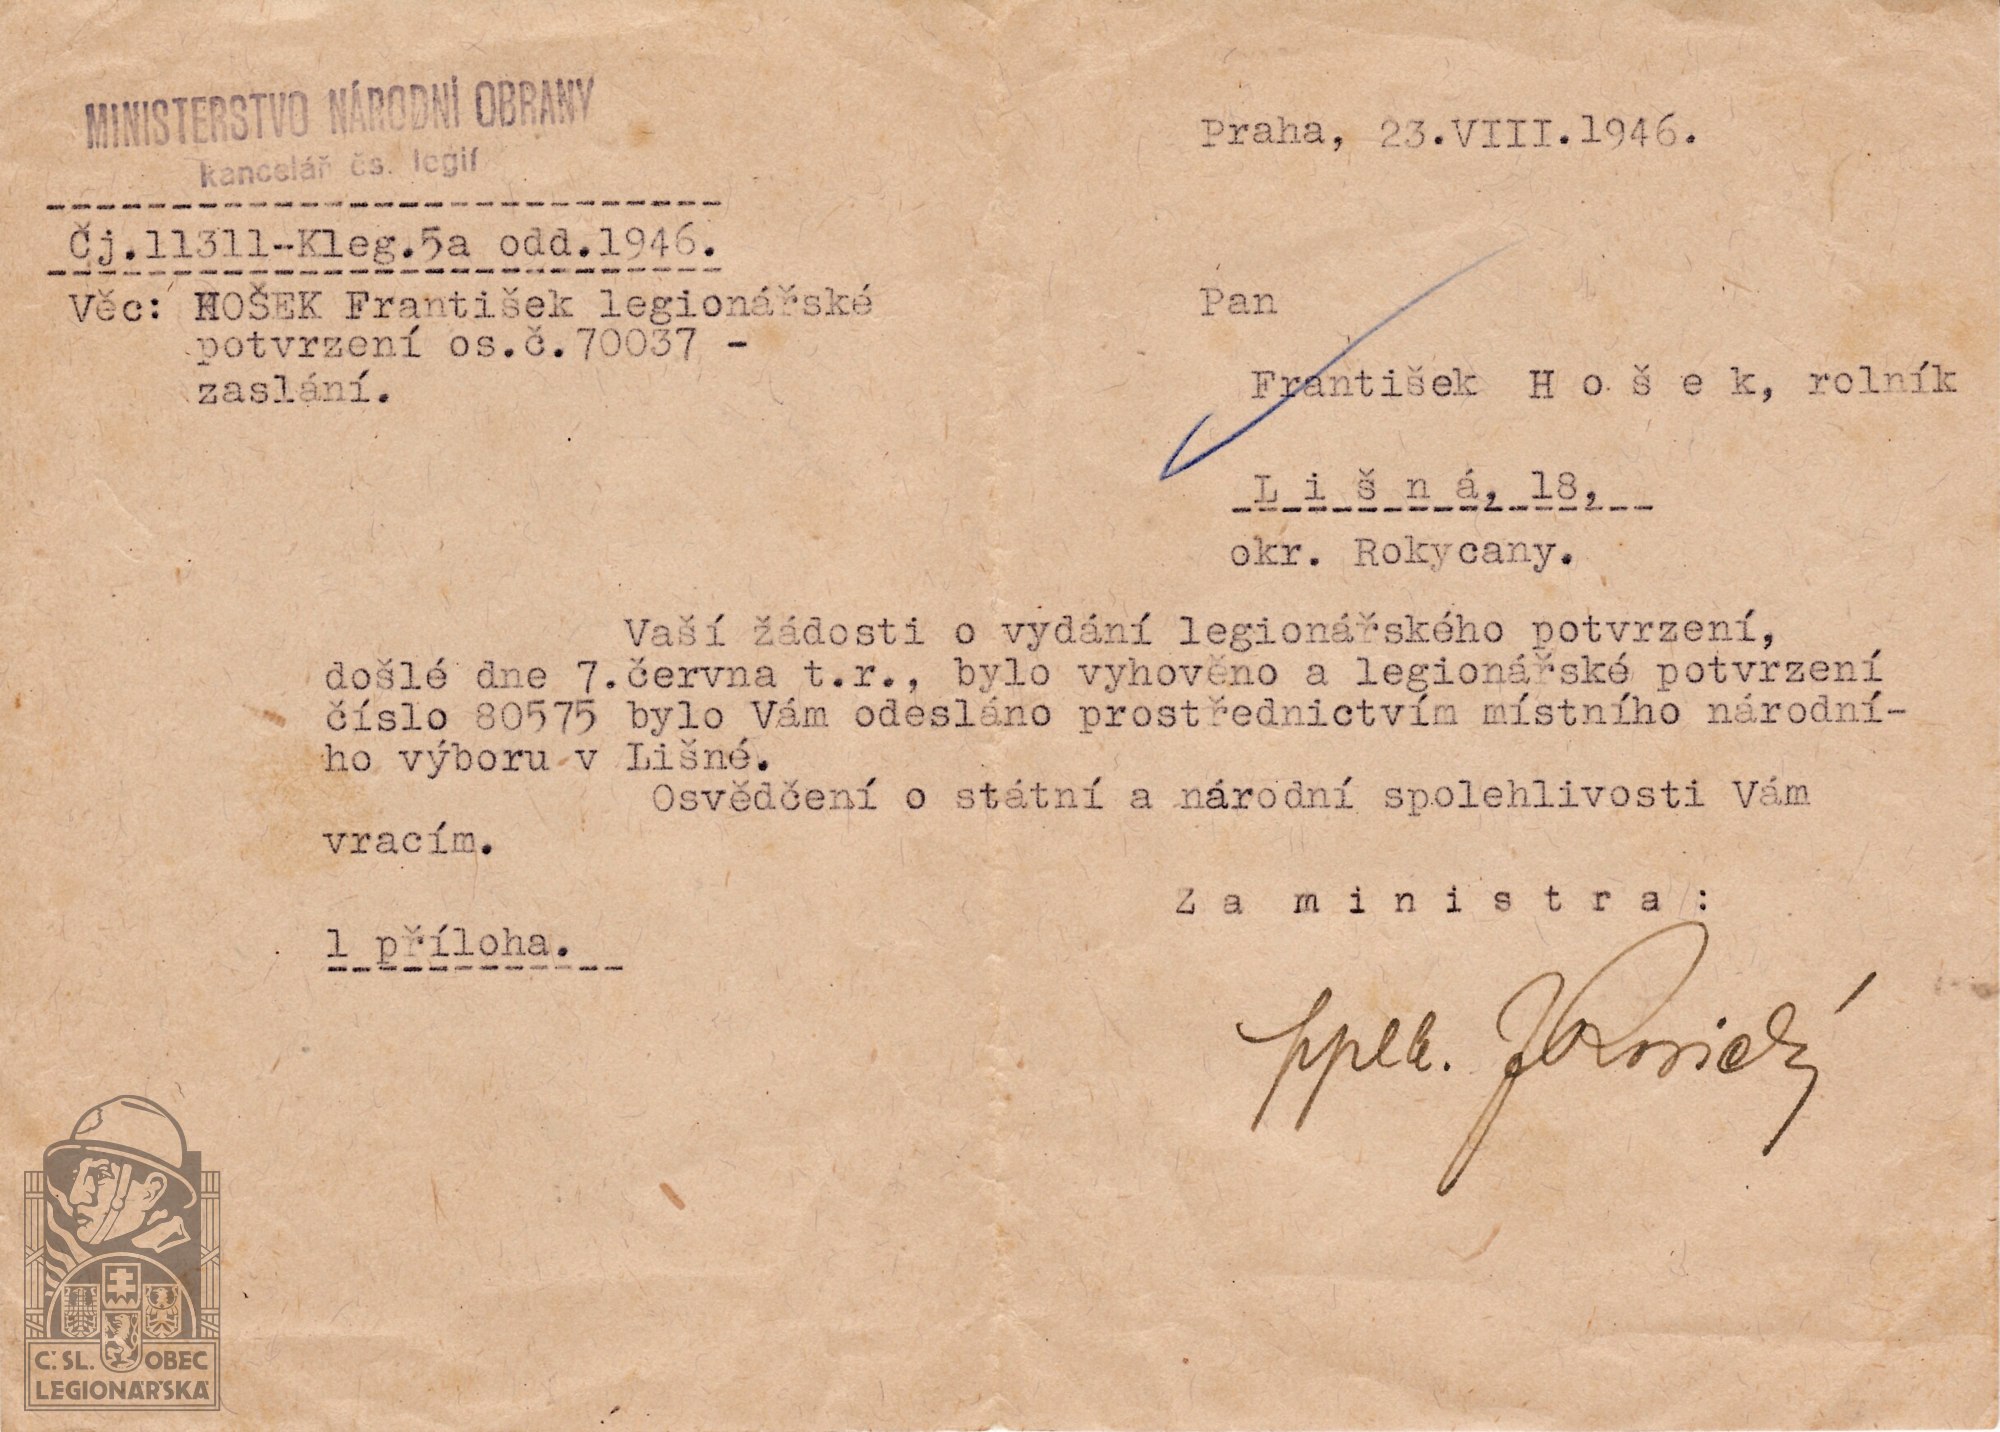 MINISTERSTVO NÁRODNÍ OBRANY
kancelář čs. legií
Čj.11311--Kleg.5a odd.1946.
Věc: HOŠEK František legionářské
potvrzení os.č.70037 -
zaslání.
Praha, 23.VIII.1946.
Pan
František H o š e k, rolník
L i š n á, 18,
okr. Rokycany.
Vaší žádosti o vydání legionářského potvrzení,
došlé dne 7.června t.r., bylo vyhověno a legionářské potvrzení
číslo 80575 bylo Vám odesláno prostřednictvím místního národní-
ho výboru v Lišné.
Osvědčení o státní a národní spolehlivosti Vám
vracím.
Za m i n i s t r a :
1 příloha.
pplk.
Č. SL. OBEC
LEGIONÁŘSKÁ